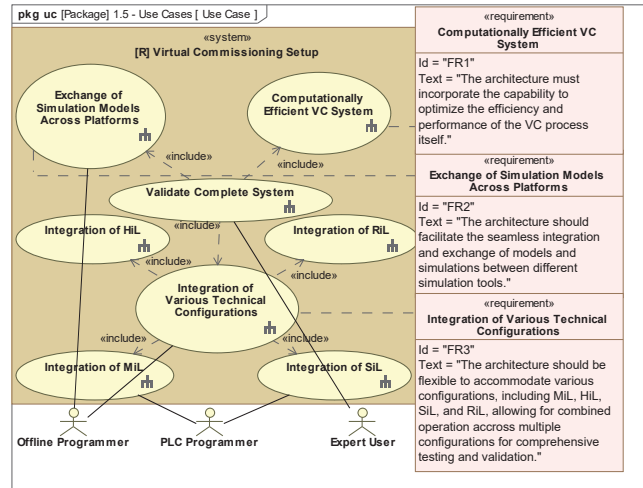 pkg uc [Package] 1.5 - Use Cases [ Use Case ]
«system»
[R] Virtual Commissioning Setup
Exchange of
Simulation Models
Across Platforms
Computationally
Efficient VC System
«include»
«include»
Validate Complete System
Integration of HiL
«include»
Integration of RiL
«include»
«include»
Integration of
Various Technical
Configurations
«include»
«include»
Integration of MiL
Integration of SiL
Offline Programmer
PLC Programmer
Expert User
«requirement»
Computationally Efficient VC
System
Id = "FR1"
Text = "The architecture must
incorporate the capability to
optimize the efficiency and
performance of the VC process
itself."
«requirement»
Exchange of Simulation Models
Across Platforms
Id = "FR2"
Text = "The architecture should
facilitate the seamless integration
and exchange of models and
simulations between different
simulation tools."
«requirement»
Integration of Various Technical
Configurations
Id = "FR3"
Text = "The architecture should be
flexible to accommodate various
configurations, including MiL, HiL,
SiL, and RiL, allowing for combined
operation accross multiple
configurations for comprehensive
testing and validation."